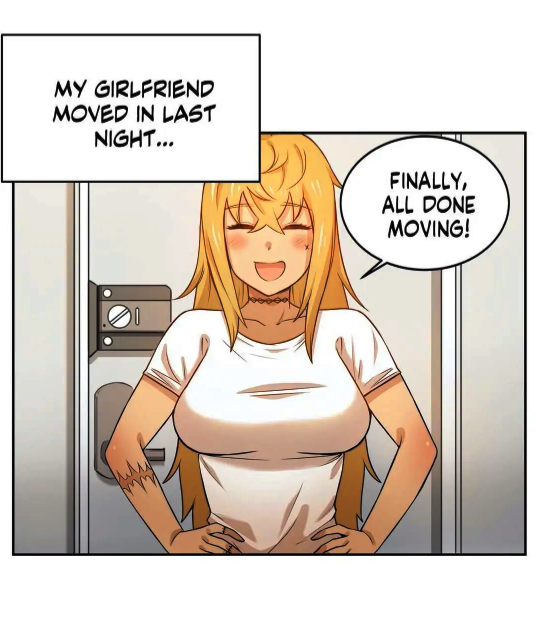 MY GIRLFRIEND
MOVED IN LAST
NIGHT...
FINALLY,
ALL DONE
MOVING!